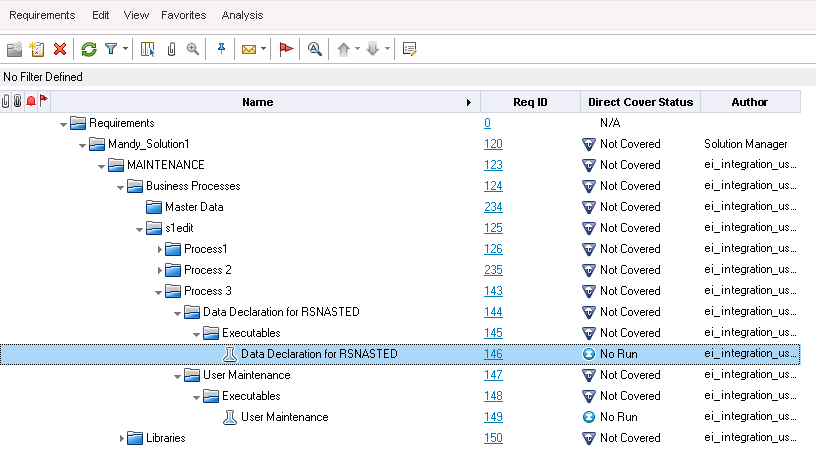 Requirements Edit View Favorites Analysis
No Filter Defined
Name Req ID Direct Cover Status Author
Requirements 0 N/A
Mandy_Solution1 120 Not Covered Solution Manager
MAINTENANCE 123 Not Covered ei_integration_us...
Business Processes 124 Not Covered ei_integration_us...
Master Data 234 Not Covered ei_integration_us...
s1edit 125 Not Covered ei_integration_us...
Process1 126 Not Covered ei_integration_us...
Process 2 235 Not Covered ei_integration_us...
Process 3 143 Not Covered ei_integration_us...
Data Declaration for RSNASTED 144 Not Covered ei_integration_us...
Executables 145 Not Covered ei_integration_us...
Data Declaration for RSNASTED 146 No Run ei_integration_us...
User Maintenance 147 Not Covered ei_integration_us...
Executables 148 Not Covered ei_integration_us...
User Maintenance 149 No Run ei_integration_us...
Libraries 150 Not Covered ei_integration_us...